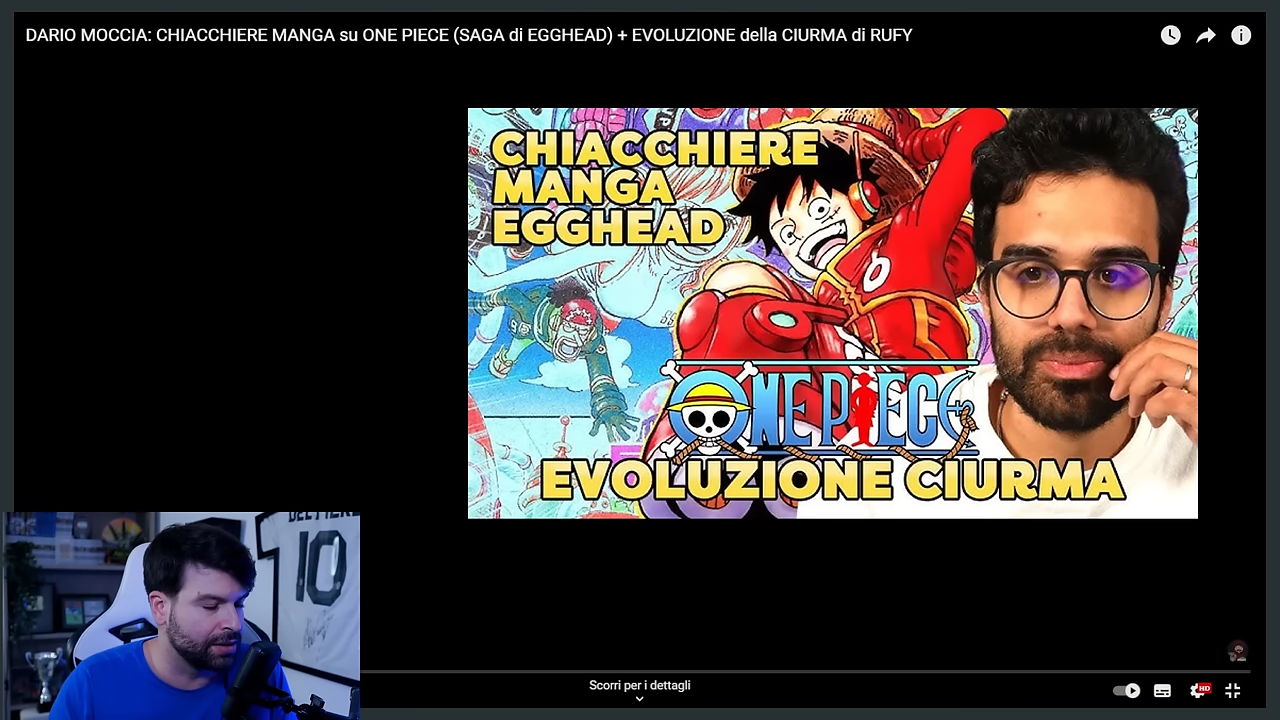 DARIO MOCCIA: CHIACCHIERE MANGA su ONE PIECE (SAGA di EGGHEAD) + EVOLUZIONE della CIURMA di RUFY
CHIACCHIERE
MANGA
EGGHEAD
ONE PIECE
EVOLUZIONE CIURMA
10
Scorri per i dettagli
HD